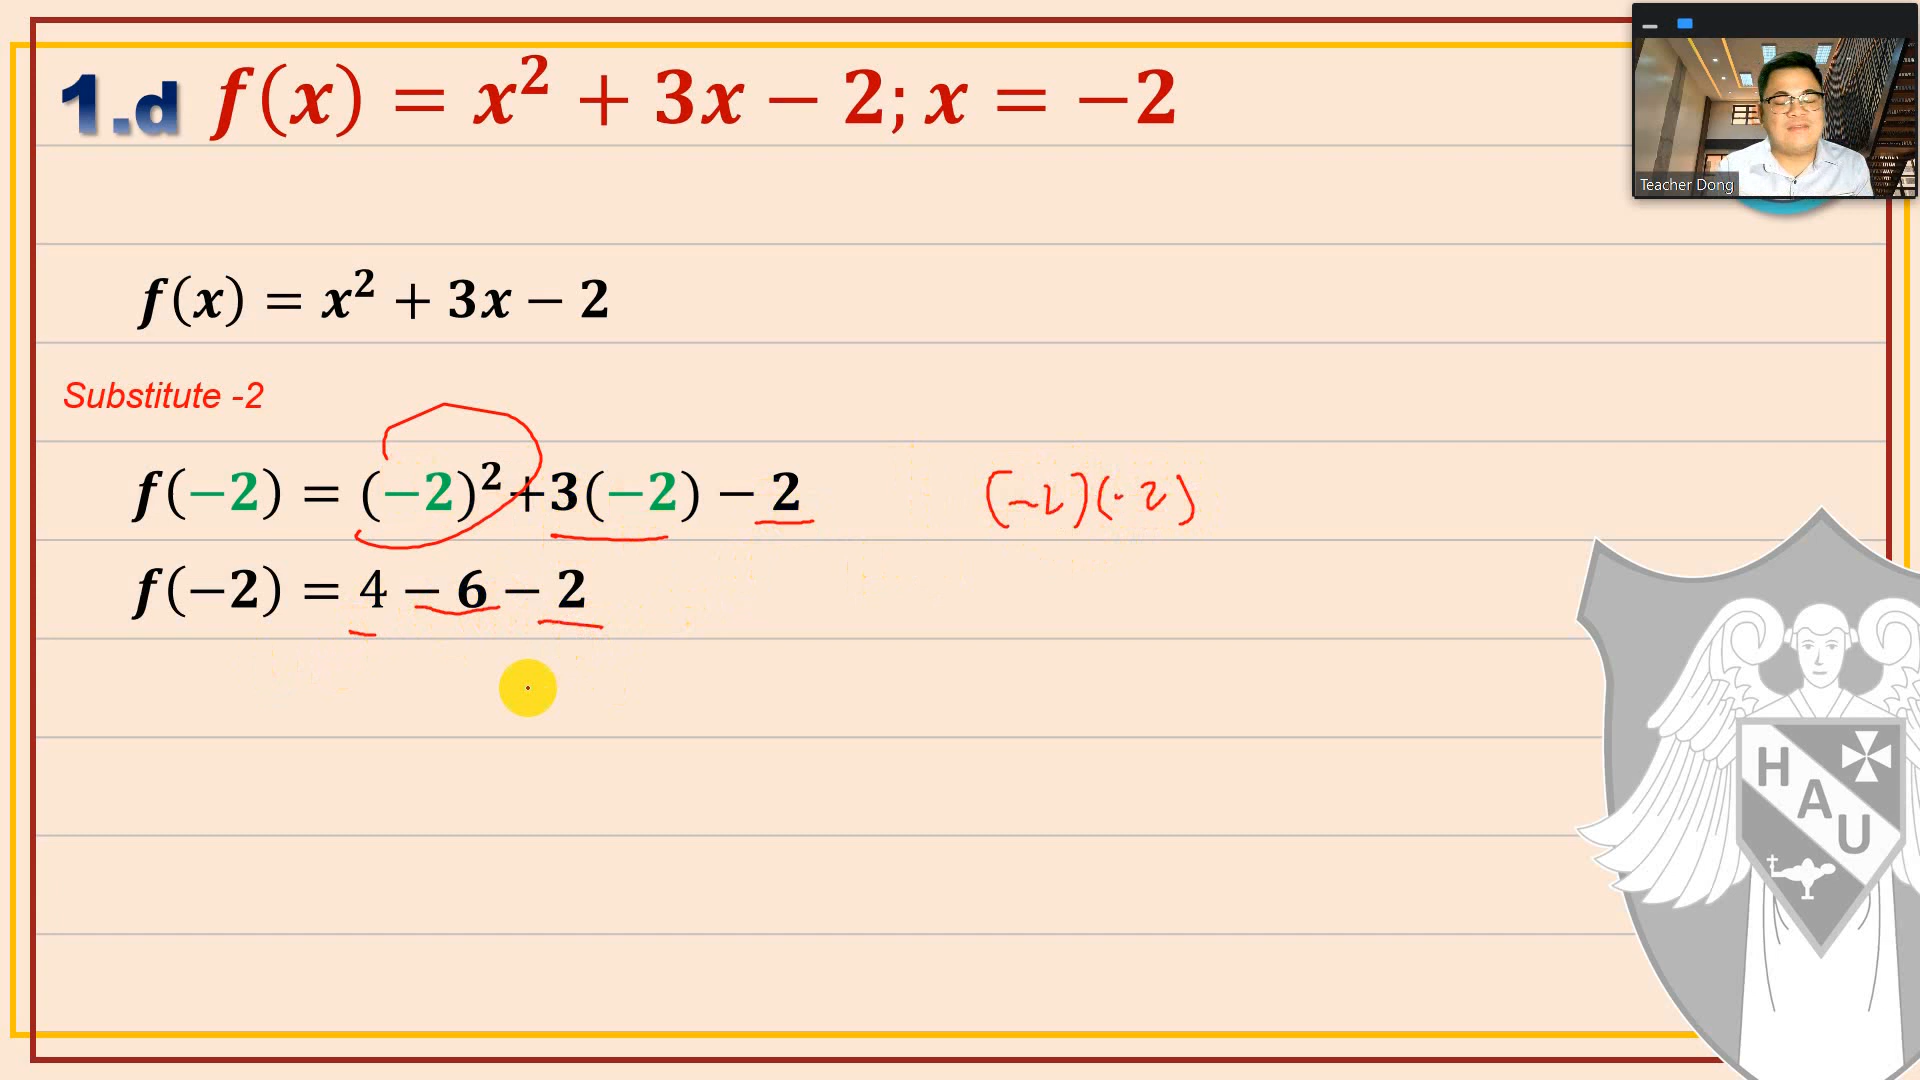 1.d f(x) = x² + 3x − 2; x = −2
Teacher Dong
f(x) = x² + 3x − 2
Substitute -2
f(−2) = (−2)² +3(−2) − 2
(-2)(-2)
f(−2) = 4 − 6 − 2
H
A
U